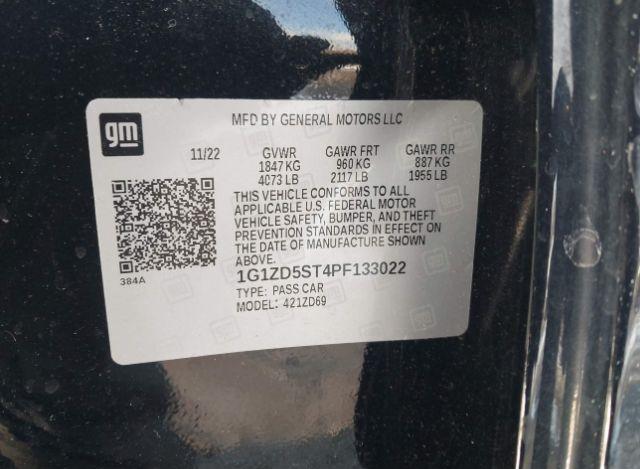 gm
MFD BY GENERAL MOTORS LLC
11/22 GVWR GAWR FRT GAWR RR
1847 KG 960 KG 887 KG
4073 LB 2117 LB 1955 LB
THIS VEHICLE CONFORMS TO ALL
APPLICABLE U.S. FEDERAL MOTOR
VEHICLE SAFETY, BUMPER, AND THEFT
PREVENTION STANDARDS IN EFFECT ON
THE DATE OF MANUFACTURE SHOWN
ABOVE.
384A
1G1ZD5ST4PF133022
TYPE: PASS CAR
MODEL: 421ZD69